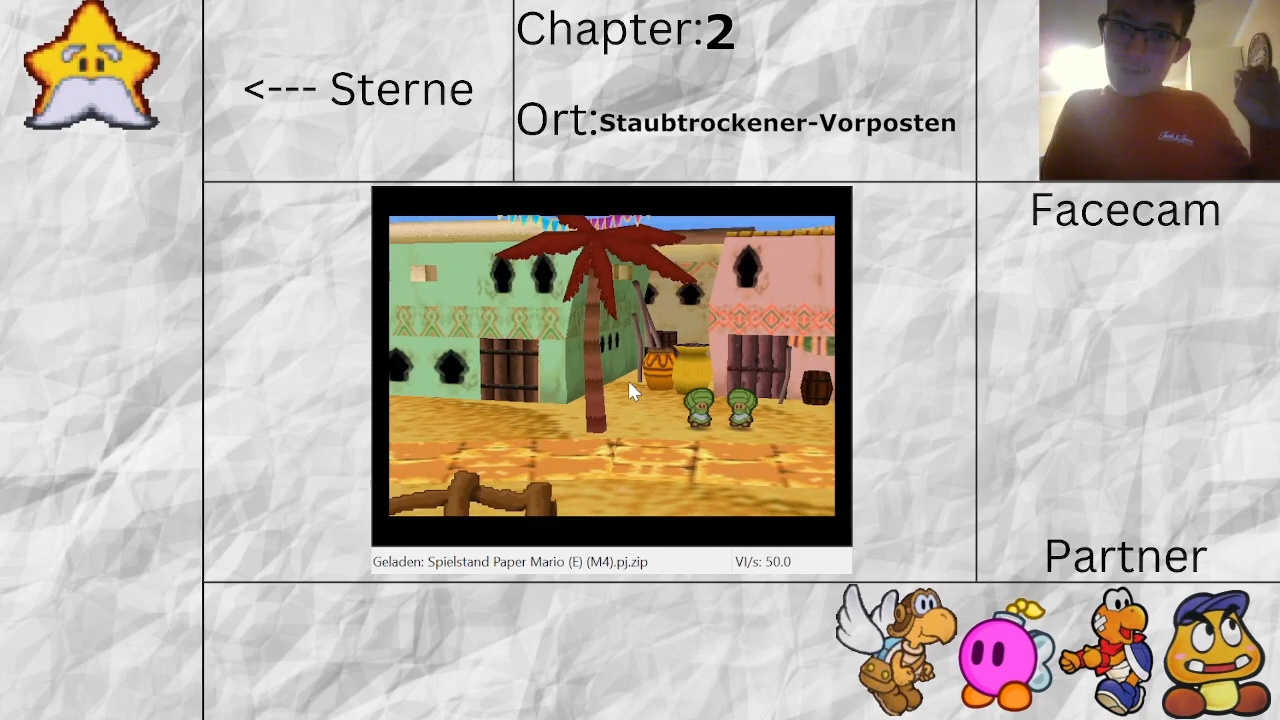 Chapter:2
<--- Sterne
Ort:Staubtrockener-Vorposten
Facecam
Geladen: Spielstand Paper Mario (E) (M4).pj.zip
VI/s: 50.0
Partner